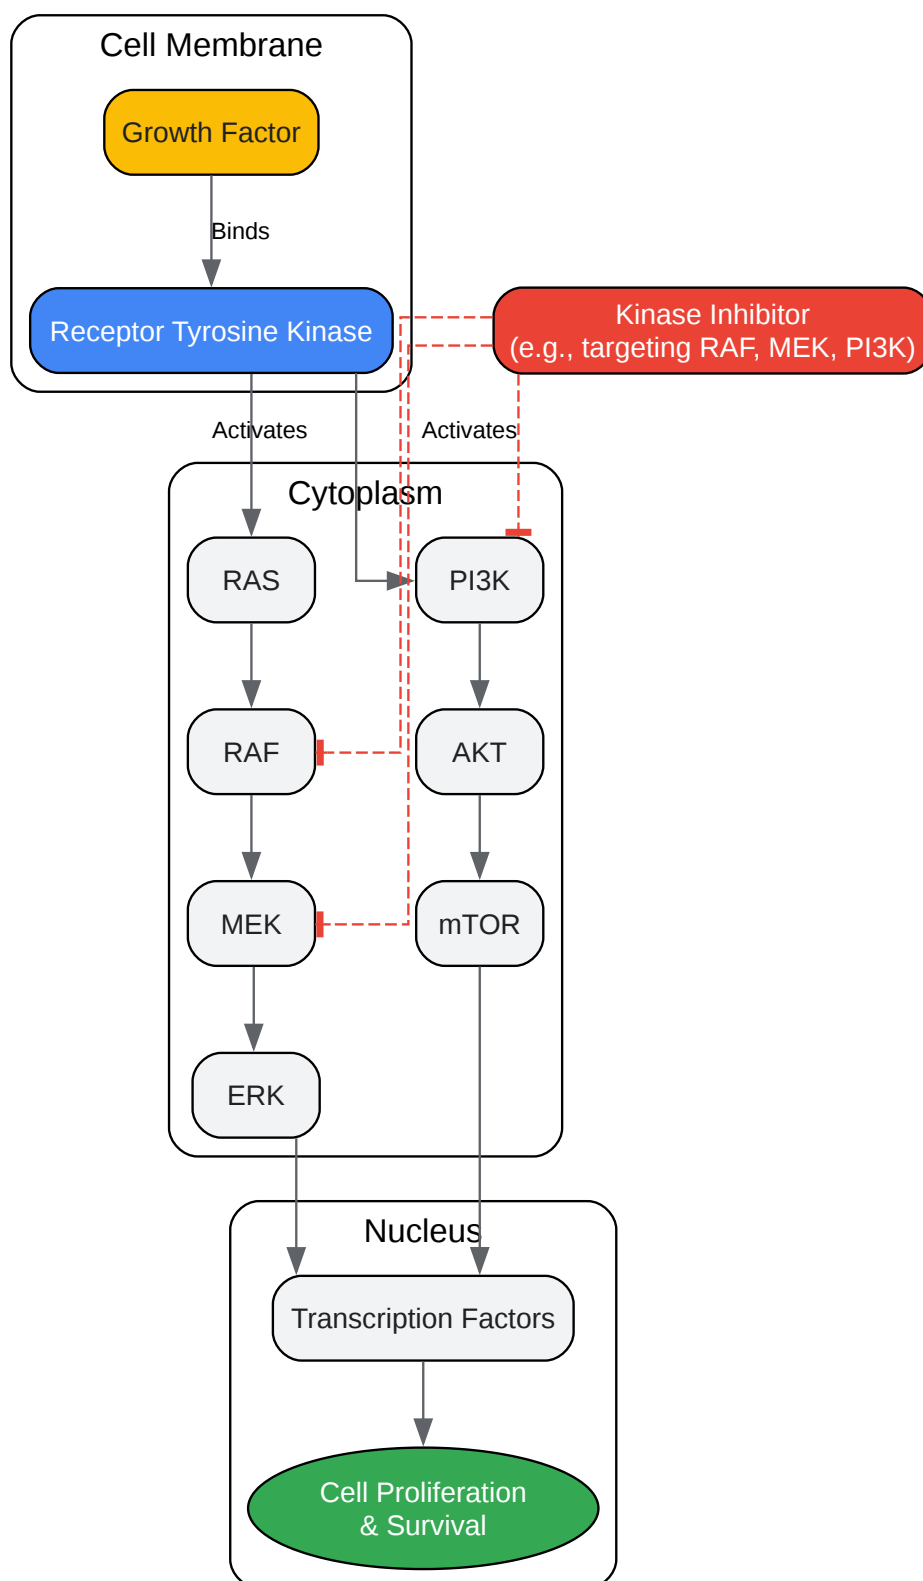 Cell Membrane
Growth Factor
Binds
Receptor Tyrosine Kinase
Kinase Inhibitor
(e.g., targeting RAF, MEK, PI3K)
Activates
Activates
Cytoplasm
RAS
PI3K
RAF
AKT
MEK
mTOR
ERK
Nucleus
Transcription Factors
Cell Proliferation
& Survival